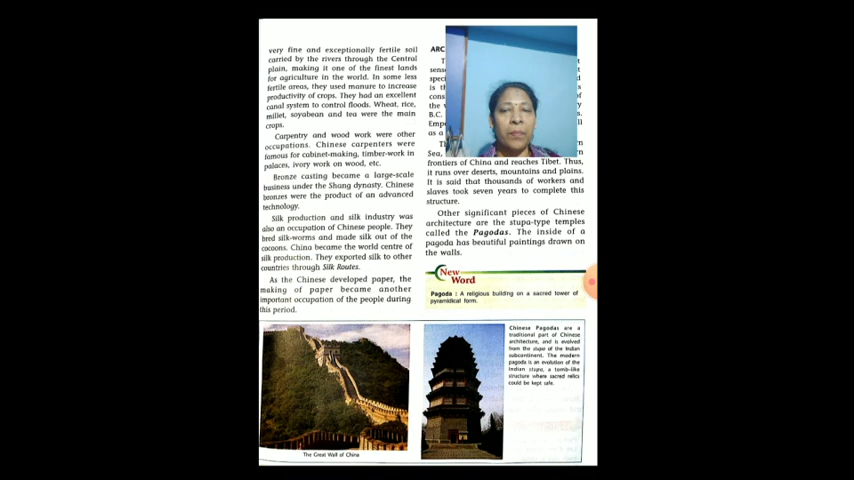 very fine and exceptionally fertile soil
carried by the rivers through the Central
plain, making it one of the finest lands
for agriculture in the world. In some less
fertile areas, they used manure to increase
productivity of crops. They had an excellent
canal system to control floods. Wheat, rice,
millet, soyabean and tea were the main
crops.
Carpentry and wood work were other
occupations. Chinese carpenters were
famous for cabinet-making, timber-work in
palaces, ivory work on wood, etc.
Bronze casting became a large-scale
business under the Shang dynasty. Chinese
bronzes were the product of an advanced
technology.
Silk production and silk industry was
also an occupation of Chinese people. They
bred silk-worms and made silk out of the
cocoons. China became the world centre of
silk production. They exported silk to other
countries through Silk Routes.
As the Chinese developed paper, the
making of paper became another
important occupation of the people during
this period.
ARC
sens
spec
is th
cons
the
B.C.
Emp
as a
Sea,
frontiers of China and reaches Tibet. Thus,
it runs over deserts, mountains and plains.
It is said that thousands of workers and
slaves took seven years to complete this
structure.
Other significant pieces of Chinese
architecture are the stupa-type temples
called the Pagodas. The inside of a
pagoda has beautiful paintings drawn on
the walls.
New
Word
Pagoda : A religious building on a sacred tower of
pyramidical form.
Chinese Pagodas are a
traditional part of Chinese
architecture, and is evolved
from the stupa of the Indian
subcontinent. The modern
pagoda is an evolution of the
Indian stupa, a tomb-like
structure where sacred relics
could be kept safe.
The Great Wall of China